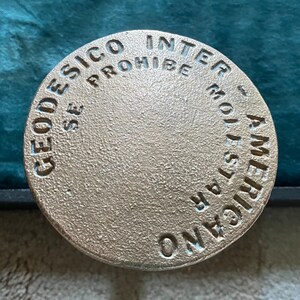 GEODESICO INTER-AMERICANO
SE PROHIBE MOLESTAR